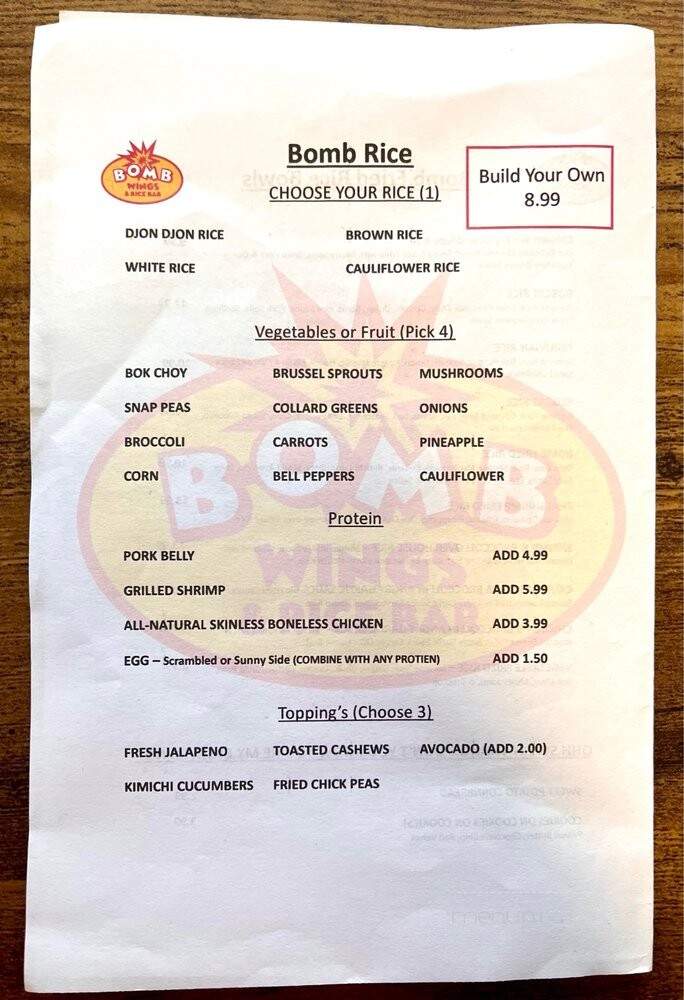 BOMB
WINGS
& RICE BAR
Bomb Rice
CHOOSE YOUR RICE (1)
Build Your Own
8.99
DJON DJON RICE BROWN RICE
WHITE RICE CAULIFLOWER RICE
Vegetables or Fruit (Pick 4)
BOK CHOY BRUSSEL SPROUTS MUSHROOMS
SNAP PEAS COLLARD GREENS ONIONS
BROCCOLI CARROTS PINEAPPLE
CORN BELL PEPPERS CAULIFLOWER
BOMB
WINGS
& RICE BAR
Protein
PORK BELLY ADD 4.99
GRILLED SHRIMP ADD 5.99
ALL-NATURAL SKINLESS BONELESS CHICKEN ADD 3.99
EGG – Scrambled or Sunny Side (COMBINE WITH ANY PROTIEN) ADD 1.50
Topping's (Choose 3)
FRESH JALAPENO TOASTED CASHEWS AVOCADO (ADD 2.00)
KIMICHI CUCUMBERS FRIED CHICK PEAS